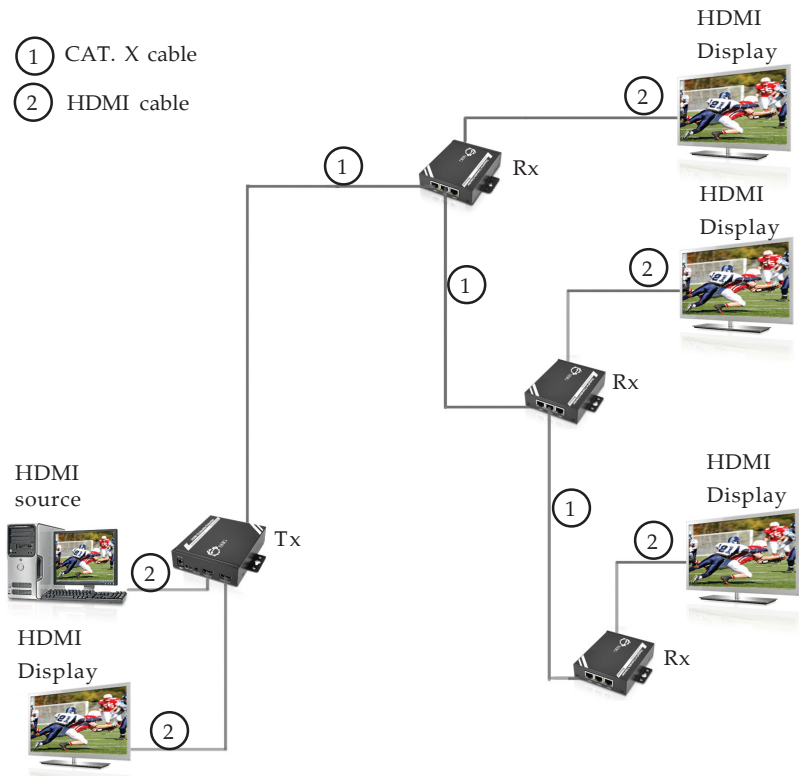 1 CAT. X cable
2 HDMI cable
HDMI
Display
2
Rx
1
HDMI
Display
2
1
Rx
HDMI
Display
1
2
Rx
HDMI
source
Tx
2
HDMI
Display
2